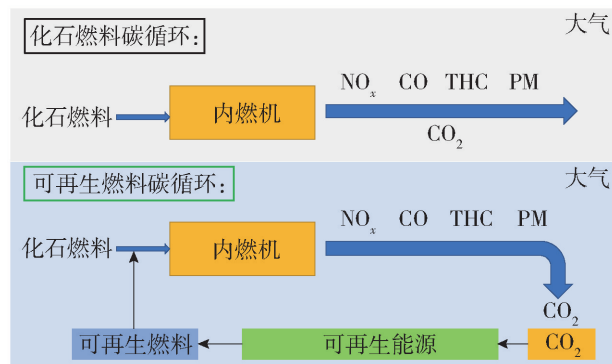 大气
化石燃料碳循环：
NOx CO THC PM
化石燃料
内燃机
CO2
大气
可再生燃料碳循环：
NOx CO THC PM
化石燃料
内燃机
CO2
可再生燃料
可再生能源
CO2